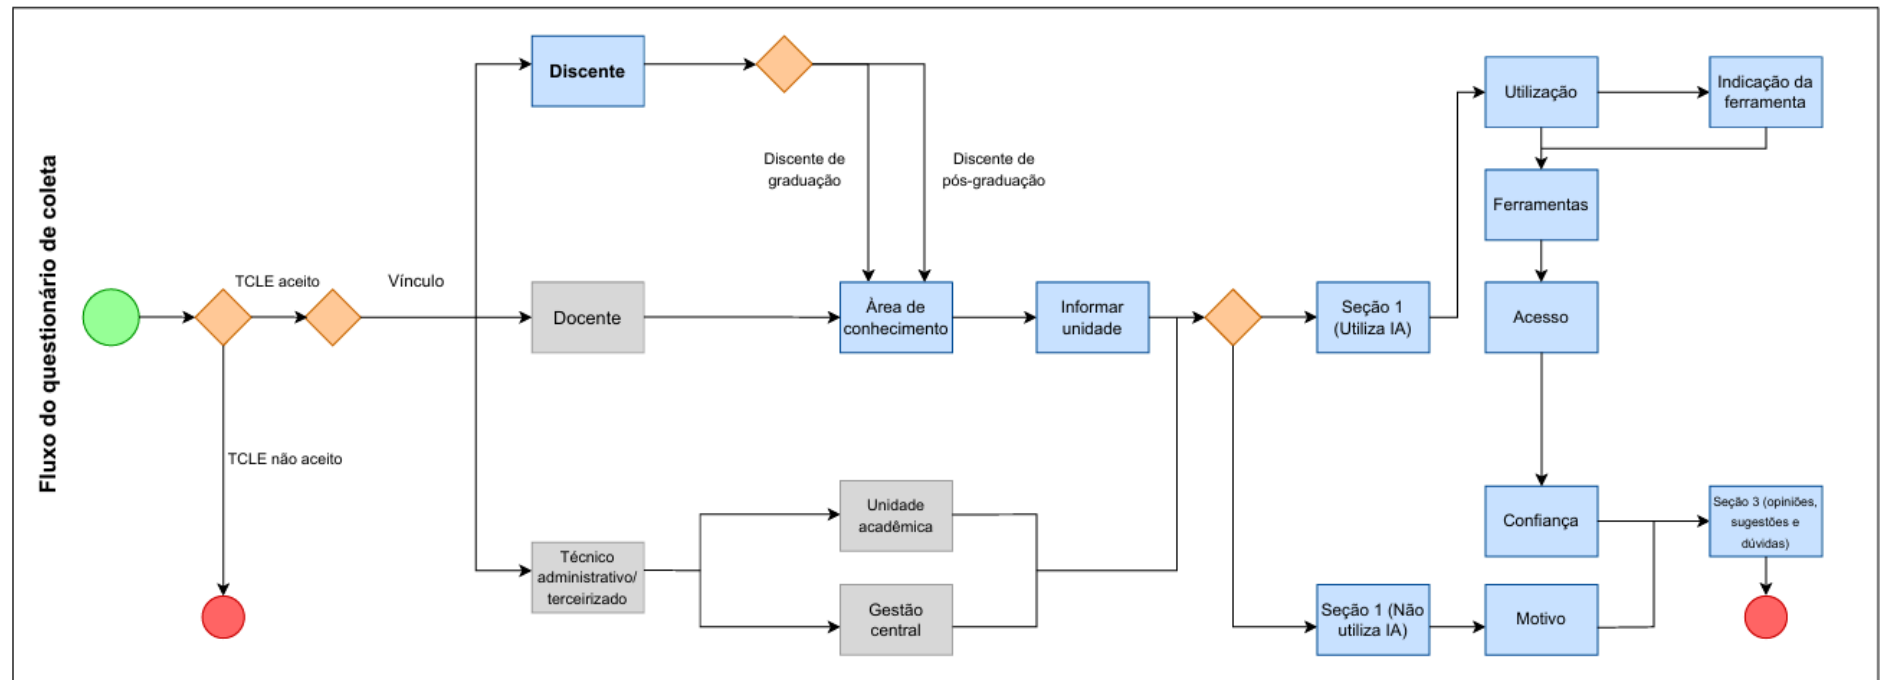 Fluxo do questionário de coleta
TCLE aceito
TCLE não aceito
Vínculo
Discente
Discente de
graduação
Discente de
pós-graduação
Docente
Àrea de
conhecimento
Informar
unidade
Técnico
administrativo/
terceirizado
Unidade
acadêmica
Gestão
central
Seção 1
(Utiliza IA)
Utilização
Indicação da
ferramenta
Ferramentas
Acesso
Confiança
Seção 1 (Não
utiliza IA)
Motivo
Seção 3 (opiniões,
sugestões e
dúvidas)